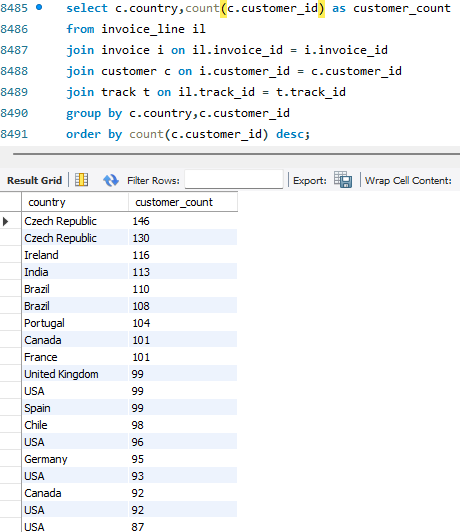 8485 select c.country,count(c.customer_id) as customer_count
8486 from invoice_line il
8487 join invoice i on il.invoice_id = i.invoice_id
8488 join customer c on i.customer_id = c.customer_id
8489 join track t on il.track_id = t.track_id
8490 group by c.country,c.customer_id
8491 order by count(c.customer_id) desc;
Result Grid Filter Rows: Export: Wrap Cell Content:
country customer_count
Czech Republic 146
Czech Republic 130
Ireland 116
India 113
Brazil 110
Brazil 108
Portugal 104
Canada 101
France 101
United Kingdom 99
USA 99
Spain 99
Chile 98
USA 96
Germany 95
USA 93
Canada 92
USA 92
USA 87